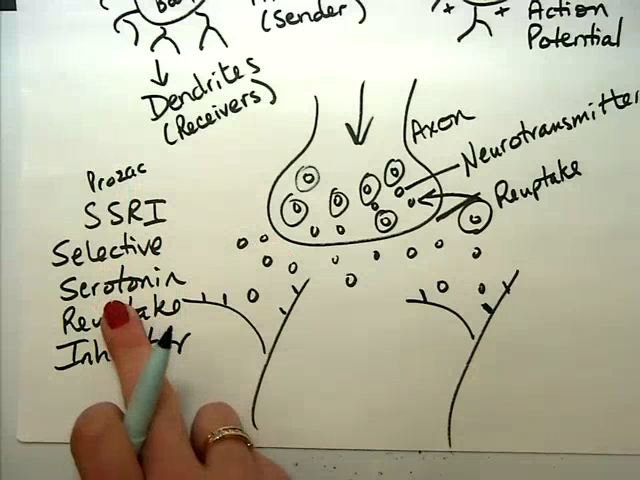 (Sender)
Action
Potential
Dendrites
(Receivers)
Axon
Neurotransmitter
Reuptake
Prozac
SSRI
Selective
Serotonin